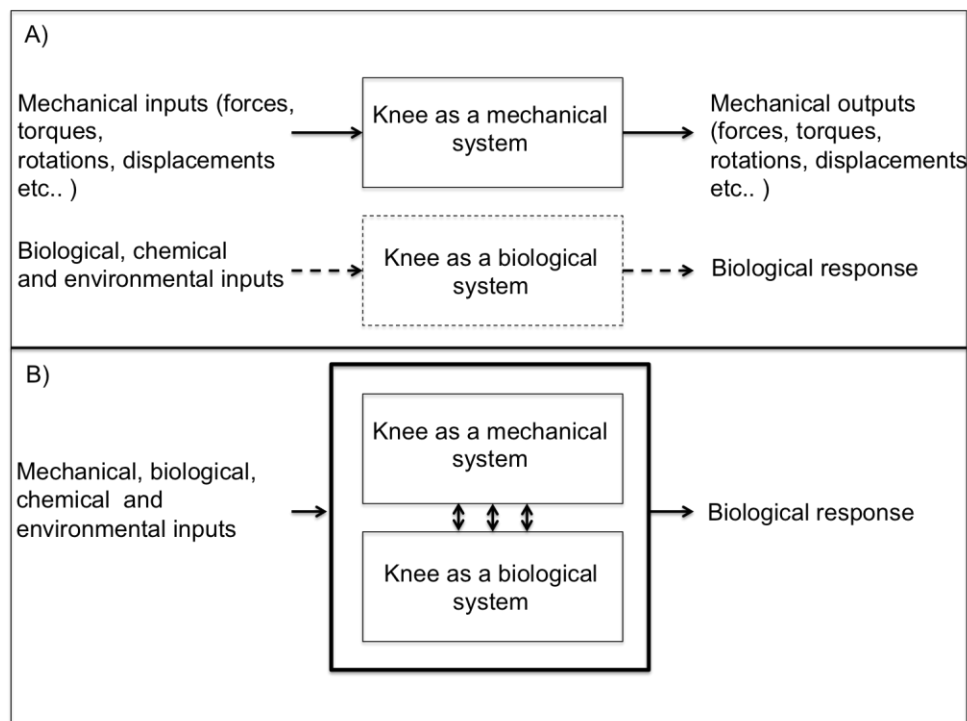 A)
Mechanical inputs (forces,
torques,
rotations, displacements
etc.. )
Knee as a mechanical
system
Mechanical outputs
(forces, torques,
rotations, displacements
etc.. )
Biological, chemical
and environmental inputs
Knee as a biological
system
Biological response
B)
Mechanical, biological,
chemical and
environmental inputs
Knee as a mechanical
system
Knee as a biological
system
Biological response